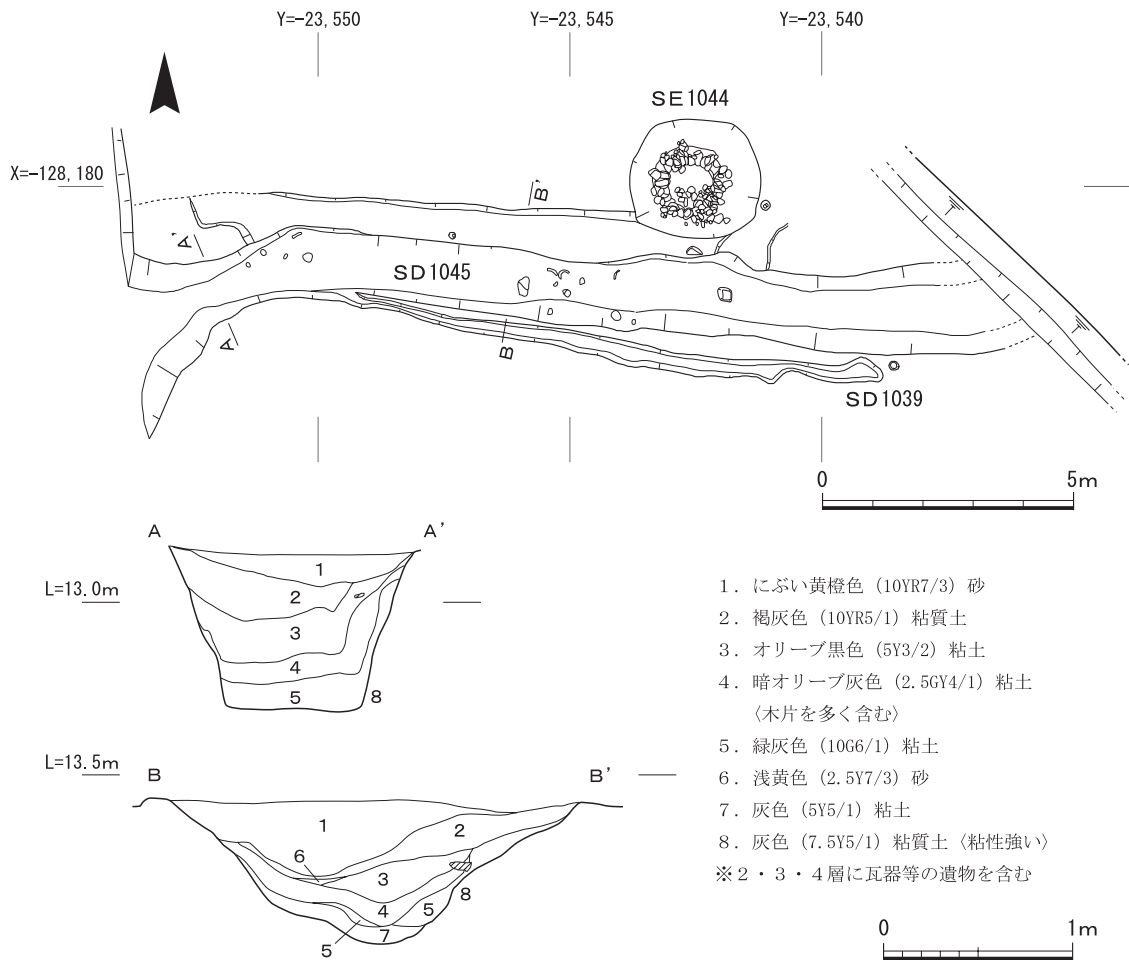 Y=-23,550
Y=-23,545
Y=-23,540
SE1044
X=-128,180
B'
A'
SD1045
A
B
SD1039
0 5m
A A'
L=13.0m
1
2
3
4
5 8
L=13.5m
B B'
1
2
6
3
8
4
5
7
5
1．にぶい黄橙色（10YR7/3）砂
2．褐灰色（10YR5/1）粘質土
3．オリーブ黒色（5Y3/2）粘土
4．暗オリーブ灰色（2.5GY4/1）粘土
〈木片を多く含む〉
5．緑灰色（10G6/1）粘土
6．浅黄色（2.5Y7/3）砂
7．灰色（5Y5/1）粘土
8．灰色（7.5Y5/1）粘質土〈粘性強い〉
※2・3・4層に瓦器等の遺物を含む
0 1m